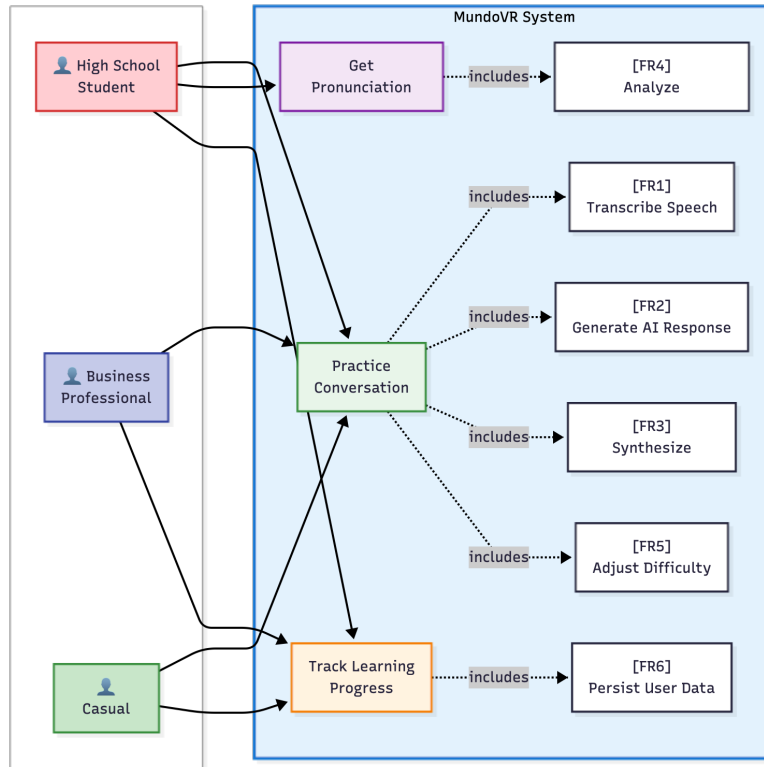 MundoVR System
High School
Student
Get
Pronunciation
includes
[FR4]
Analyze
includes
[FR1]
Transcribe Speech
includes
[FR2]
Generate AI Response
Business
Professional
Practice
Conversation
includes
[FR3]
Synthesize
includes
[FR5]
Adjust Difficulty
Casual
Track Learning
Progress
includes
[FR6]
Persist User Data